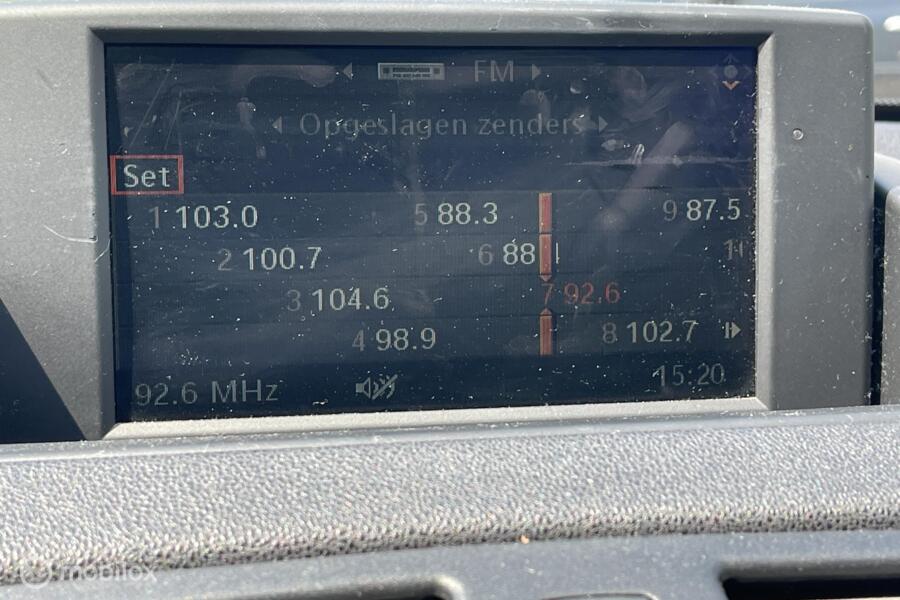 FM
Opgeslagen zenders
Set
1 103.0 5 88.3 9 87.5
2 100.7 6 88
3 104.6 7 92.6
4 98.9 8 102.7
92.6 MHz 15:20
mobilox